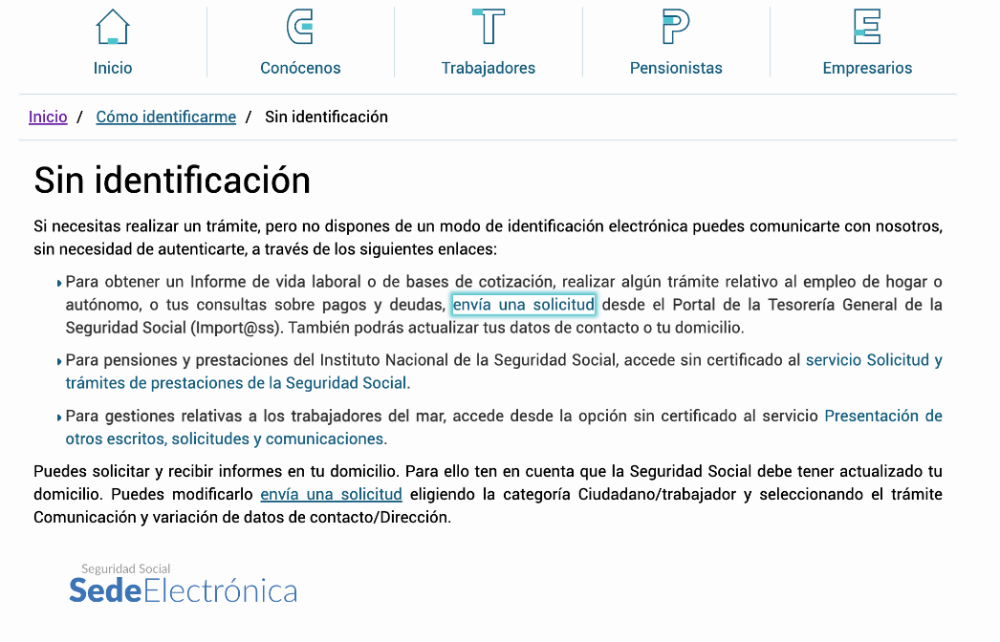 Inicio
Conócenos
Trabajadores
Pensionistas
Empresarios
Inicio / Cómo identificarme / Sin identificación
Sin identificación
Si necesitas realizar un trámite, pero no dispones de un modo de identificación electrónica puedes comunicarte con nosotros,
sin necesidad de autenticarte, a través de los siguientes enlaces:
Para obtener un Informe de vida laboral o de bases de cotización, realizar algún trámite relativo al empleo de hogar o
autónomo, o tus consultas sobre pagos y deudas, envía una solicitud desde el Portal de la Tesorería General de la
Seguridad Social (Import@ss). También podrás actualizar tus datos de contacto o tu domicilio.
Para pensiones y prestaciones del Instituto Nacional de la Seguridad Social, accede sin certificado al servicio Solicitud y
trámites de prestaciones de la Seguridad Social.
Para gestiones relativas a los trabajadores del mar, accede desde la opción sin certificado al servicio Presentación de
otros escritos, solicitudes y comunicaciones.
Puedes solicitar y recibir informes en tu domicilio. Para ello ten en cuenta que la Seguridad Social debe tener actualizado tu
domicilio. Puedes modificarlo envía una solicitud eligiendo la categoría Ciudadano/trabajador y seleccionando el trámite
Comunicación y variación de datos de contacto/Dirección.
Seguridad Social
SedeElectrónica